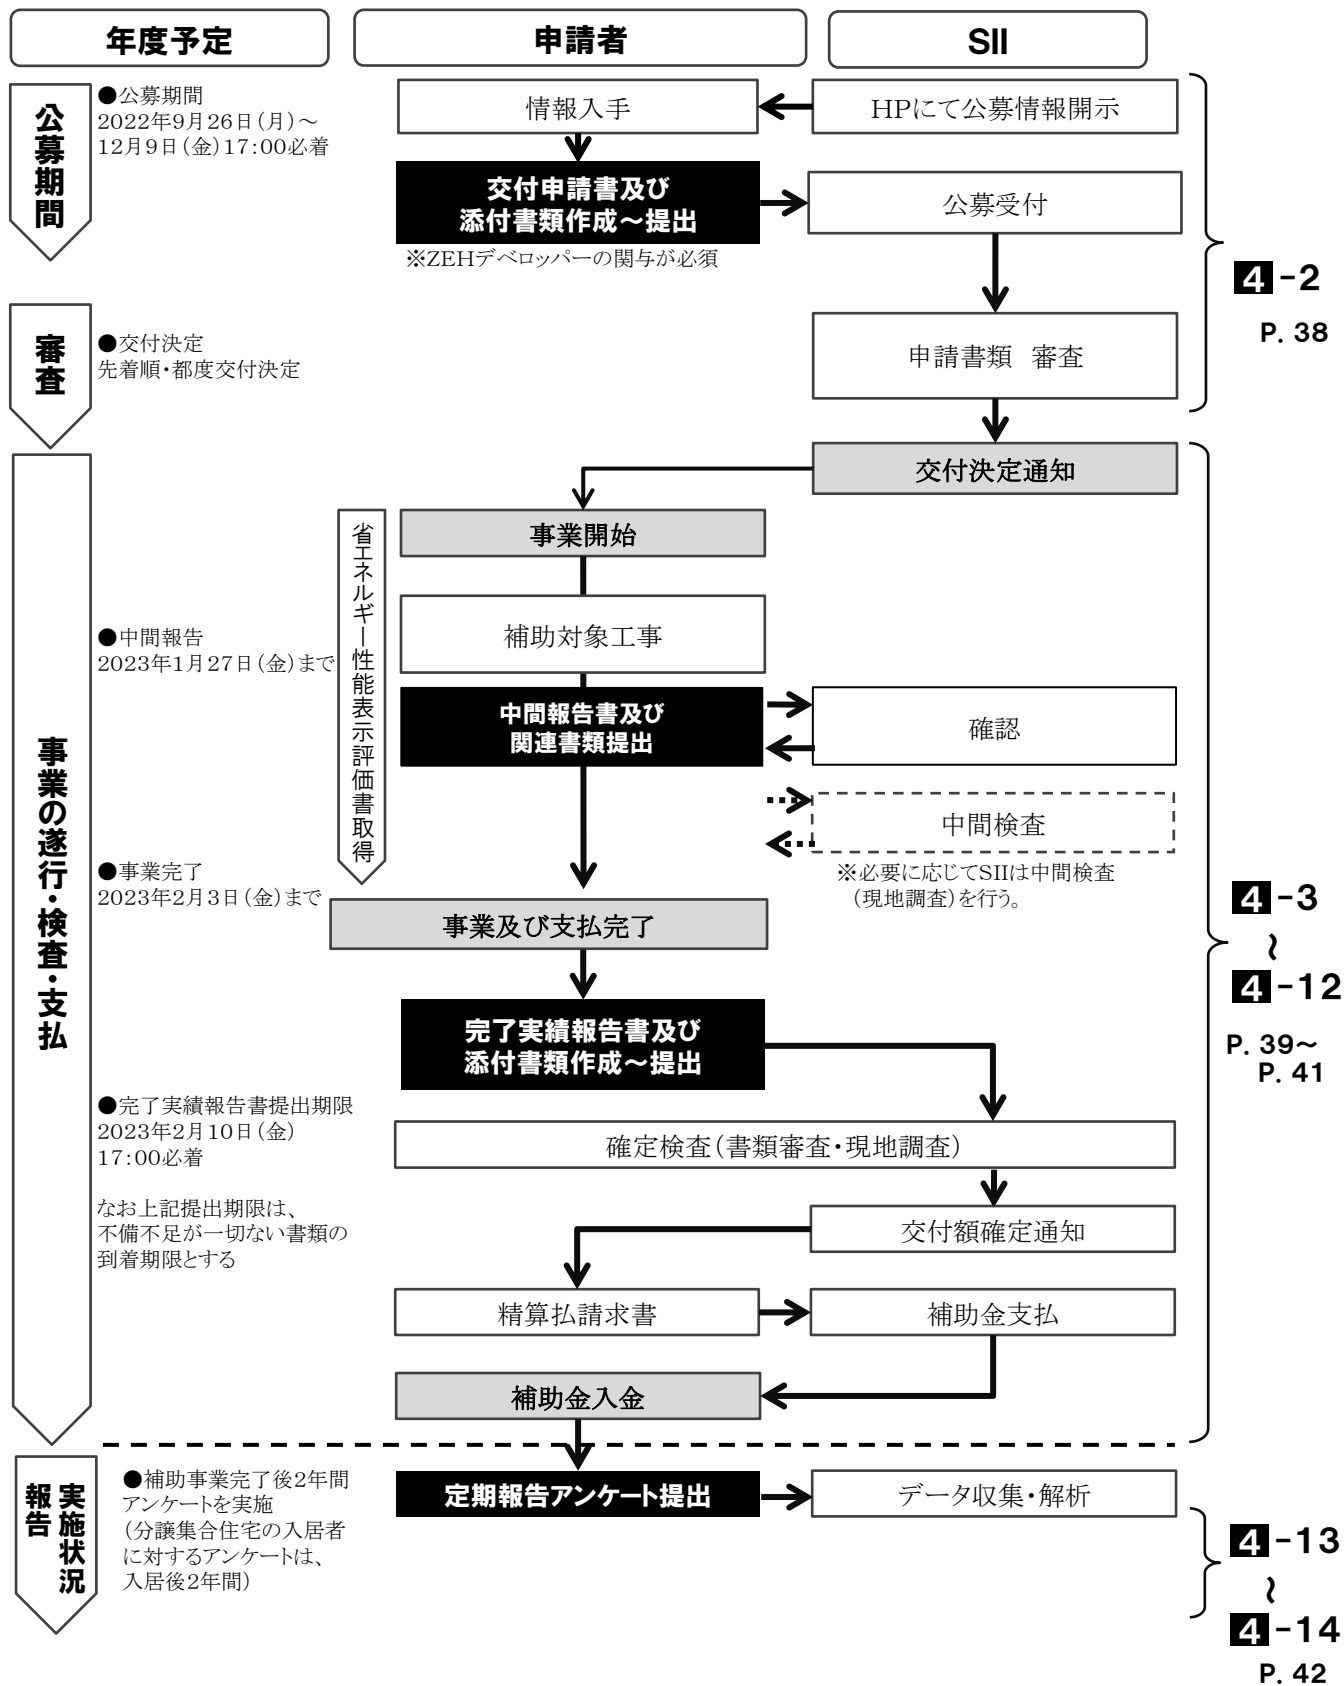 年度予定
申請者
SII
公募期間
●公募期間
2022年9月26日(月)～
12月9日(金)17:00必着
情報入手
HPにて公募情報開示
交付申請書及び
添付書類作成～提出
公募受付
※ZEHデベロッパーの関与が必須
4-2
P. 38
審査
●交付決定
先着順・都度交付決定
申請書類　審査
交付決定通知
事業の遂行・検査・支払
省エネルギー性能表示評価書取得
事業開始
補助対象工事
●中間報告
2023年1月27日(金)まで
中間報告書及び
関連書類提出
確認
中間検査
※必要に応じてSIIは中間検査
(現地調査)を行う。
●事業完了
2023年2月3日(金)まで
事業及び支払完了
4-3
～
4-12
P. 39～
P. 41
完了実績報告書及び
添付書類作成～提出
●完了実績報告書提出期限
2023年2月10日(金)
17:00必着
なお上記提出期限は、
不備不足が一切ない書類の
到着期限とする
確定検査(書類審査・現地調査)
交付額確定通知
精算払請求書
補助金支払
補助金入金
実施状況
報告
●補助事業完了後2年間
アンケートを実施
(分譲集合住宅の入居者
に対するアンケートは、
入居後2年間)
定期報告アンケート提出
データ収集・解析
4-13
～
4-14
P. 42